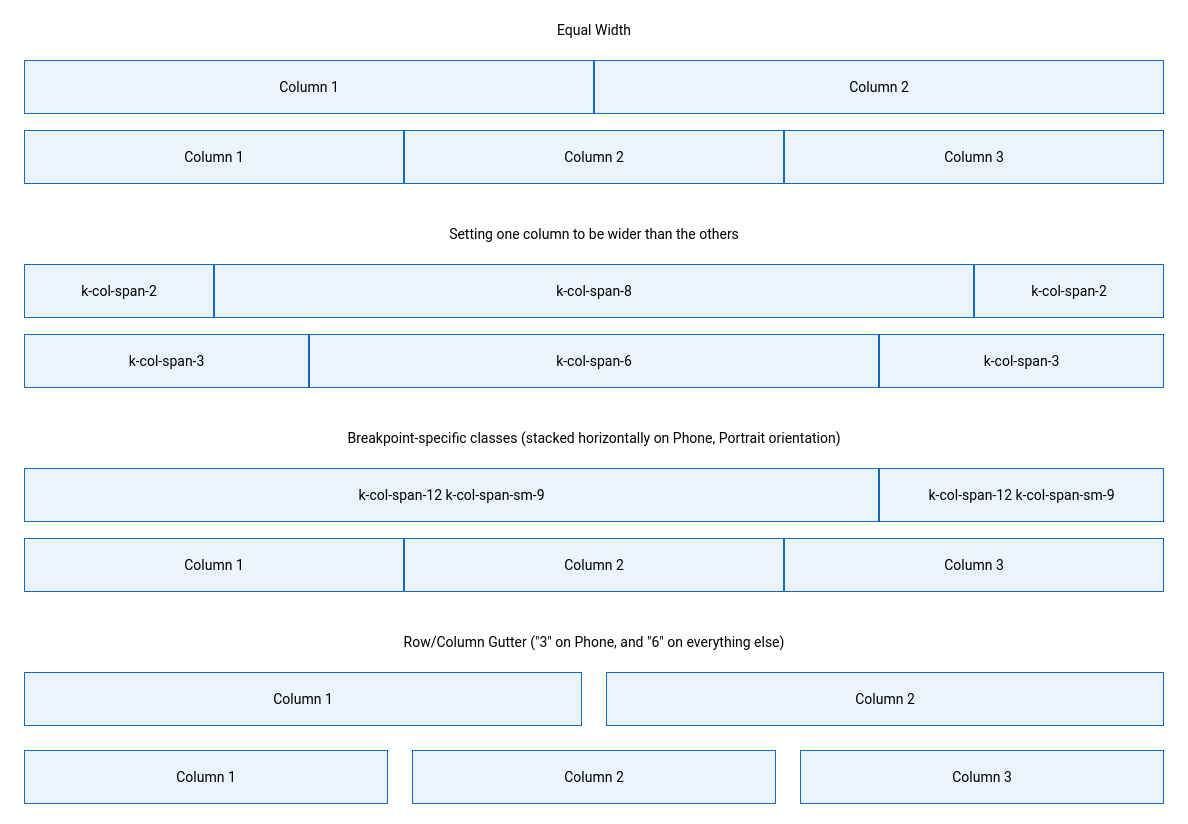 Equal Width
Column 1 Column 2
Column 1 Column 2 Column 3
Setting one column to be wider than the others
k-col-span-2 k-col-span-8 k-col-span-2
k-col-span-3 k-col-span-6 k-col-span-3
Breakpoint-specific classes (stacked horizontally on Phone, Portrait orientation)
k-col-span-12 k-col-span-sm-9 k-col-span-12 k-col-span-sm-9
Column 1 Column 2 Column 3
Row/Column Gutter ("3" on Phone, and "6" on everything else)
Column 1 Column 2
Column 1 Column 2 Column 3